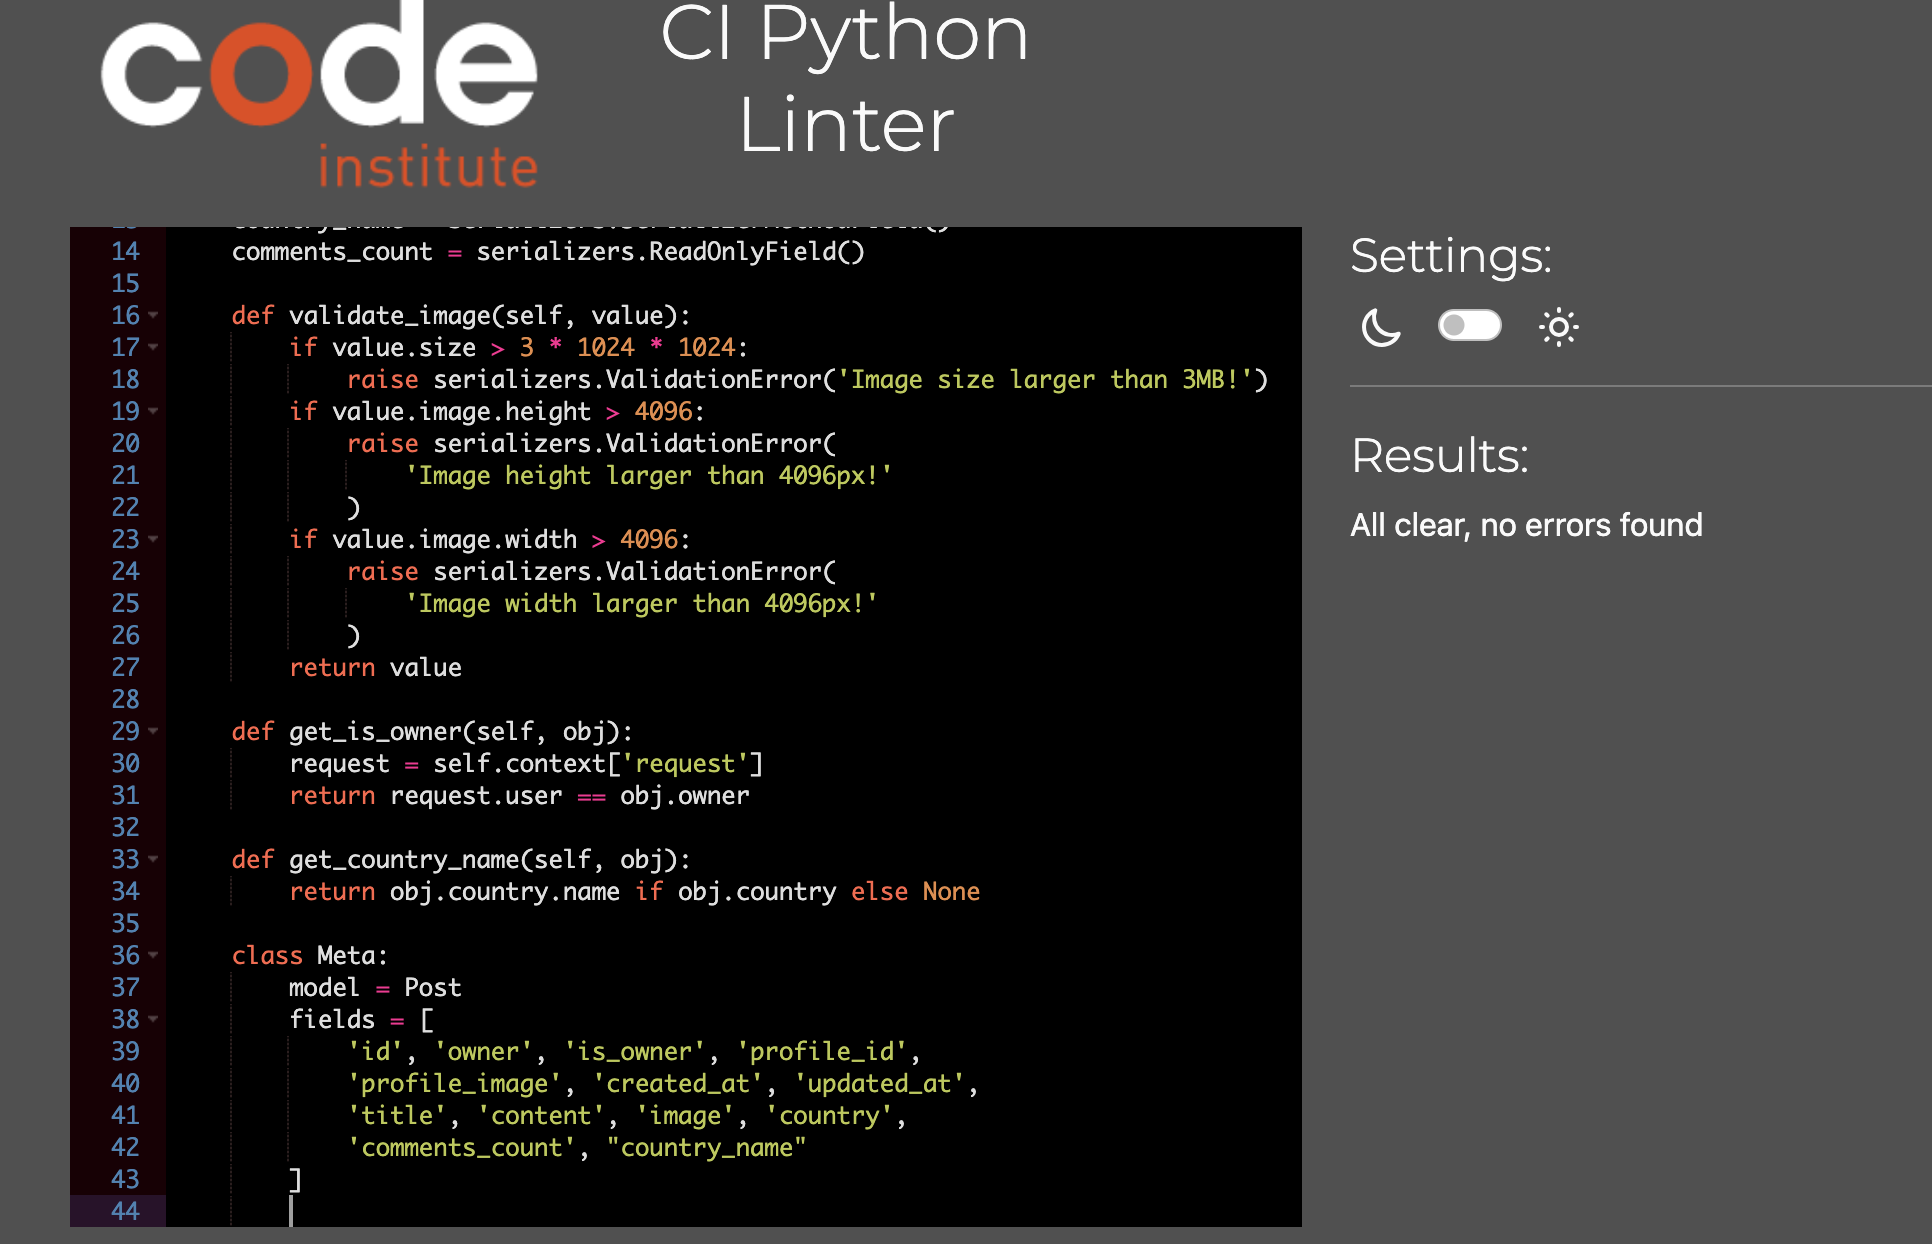 code
institute
CI Python
Linter
14 comments_count = serializers.ReadOnlyField()
15
16 def validate_image(self, value):
17 if value.size > 3 * 1024 * 1024:
18 raise serializers.ValidationError('Image size larger than 3MB!')
19 if value.image.height > 4096:
20 raise serializers.ValidationError(
21 'Image height larger than 4096px!'
22 )
23 if value.image.width > 4096:
24 raise serializers.ValidationError(
25 'Image width larger than 4096px!'
26 )
27 return value
28
29 def get_is_owner(self, obj):
30 request = self.context['request']
31 return request.user == obj.owner
32
33 def get_country_name(self, obj):
34 return obj.country.name if obj.country else None
35
36 class Meta:
37 model = Post
38 fields = [
39 'id', 'owner', 'is_owner', 'profile_id',
40 'profile_image', 'created_at', 'updated_at',
41 'title', 'content', 'image', 'country',
42 'comments_count', "country_name"
43 ]
44
Settings:
Results:
All clear, no errors found